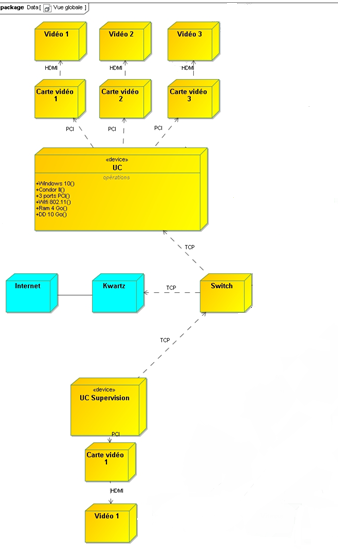 package Data[ Vue globale ]
Vidéo 1
Vidéo 2
Vidéo 3
HDMI
HDMI
HDMI
Carte vidéo
1
Carte vidéo
2
Carte vidéo
3
PCI
PCI
PCI
«device»
UC
opérations
+Windows 10()
+Condor II()
+3 ports PCI()
+Wifi 802.11()
+Ram 4 Go()
+DD 10 Go()
TCP
Internet
Kwartz
TCP
Switch
TCP
«device»
UC Supervision
PCI
Carte vidéo
1
HDMI
Vidéo 1